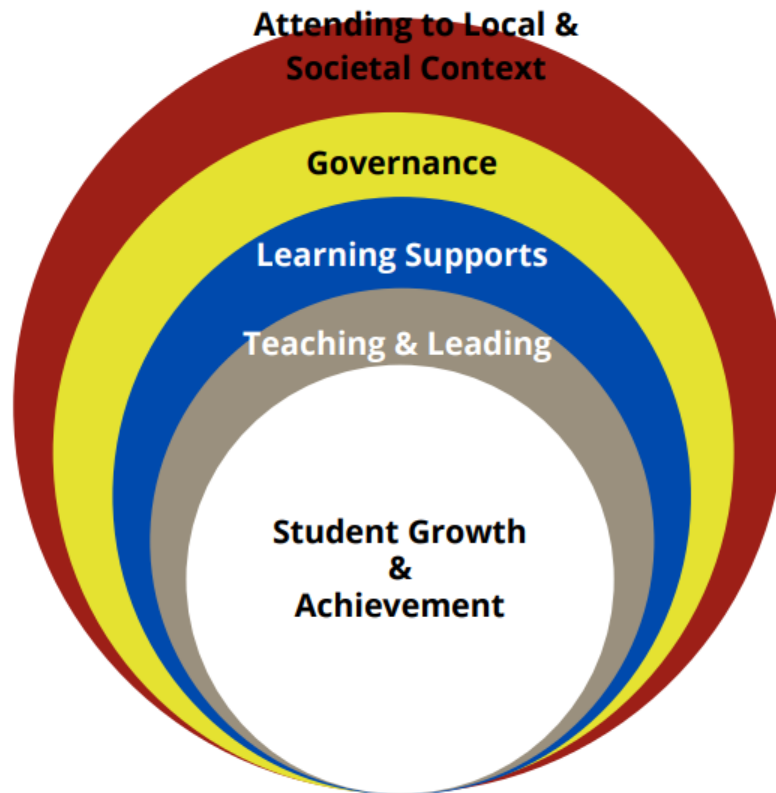 Attending to Local &
Societal Context
Governance
Learning Supports
Teaching & Leading
Student Growth
&
Achievement